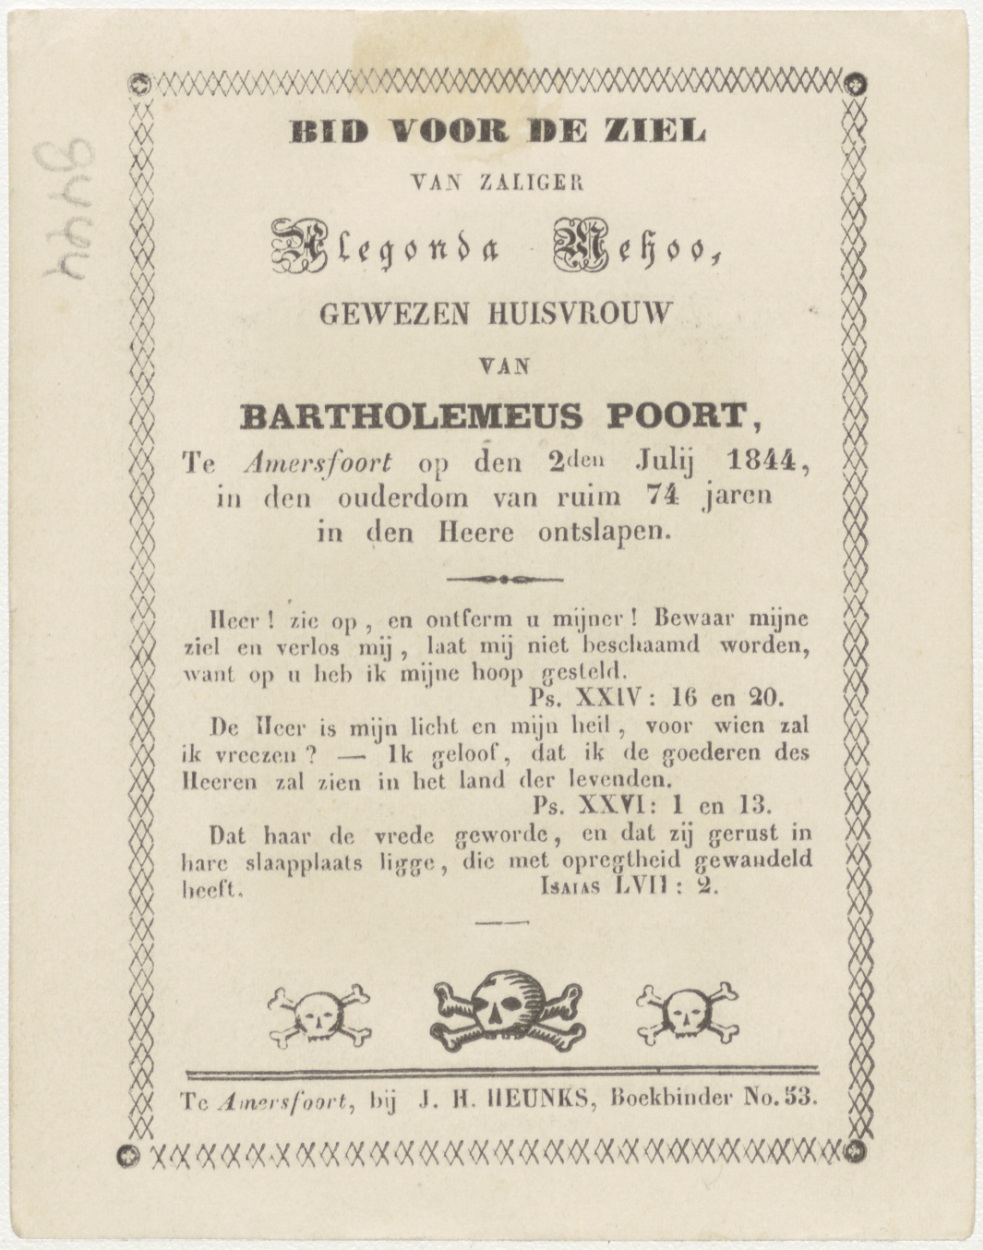 BID VOOR DE ZIEL
VAN ZALIGER
Alegonda Nehoo,
GEWEZEN HUISVROUW
VAN
BARTHOLEMEUS POORT,
Te Amersfoort op den 2den Julij 1844,
in den ouderdom van ruim 74 jaren
in den Heere ontslapen.
Heer ! zie op , en ontferm u mijner ! Bewaar mijne
ziel en verlos mij , laat mij niet beschaamd worden,
want op u heb ik mijne hoop gesteld.
Ps. XXIV : 16 en 20.
De Heer is mijn licht en mijn heil , voor wien zal
ik vreezen ? — Ik geloof , dat ik de goederen des
Heeren zal zien in het land der levenden.
Ps. XXVI : 1 en 13.
Dat haar de vrede geworde , en dat zij gerust in
hare slaapplaats ligge , die met opregtheid gewandeld
heeft. ISAIAS LVII : 2.
Te Amersfoort, bij J. H. HEUNKS, Boekbinder No. 53.